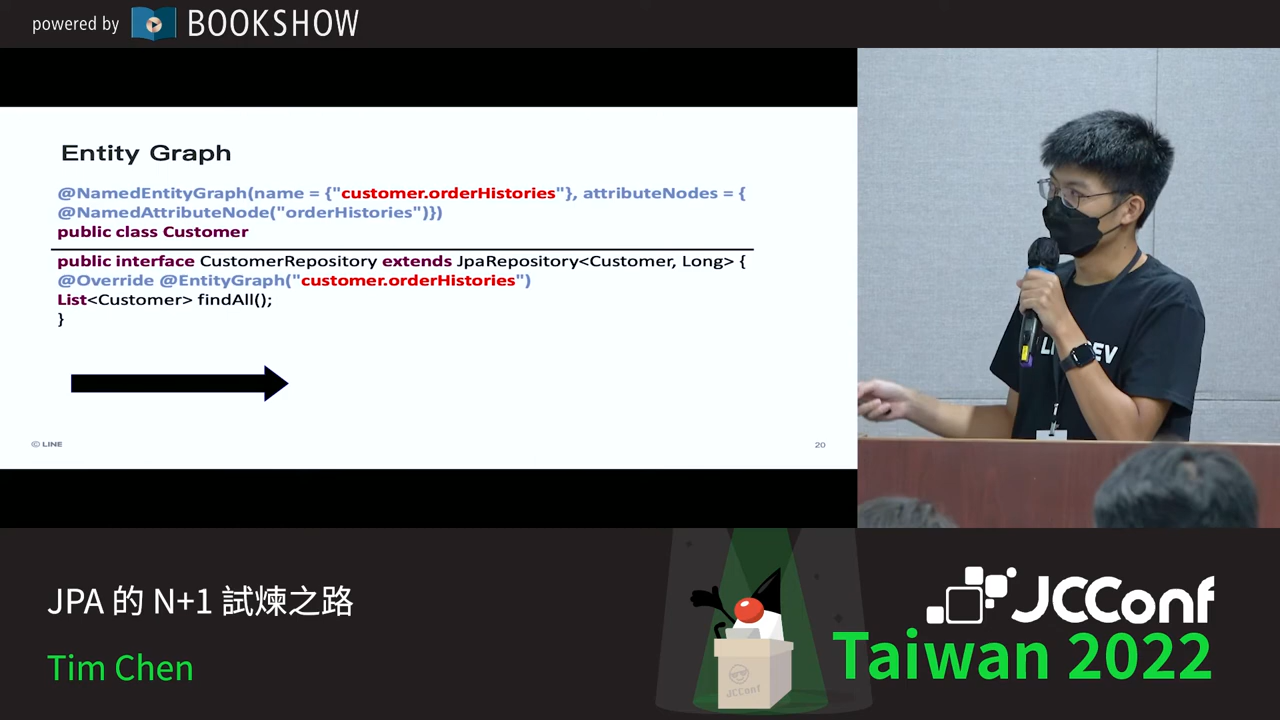 powered by BOOKSHOW
Entity Graph
@NamedEntityGraph(name = {"customer.orderHistories"}, attributeNodes = {
@NamedAttributeNode("orderHistories")})
public class Customer
public interface CustomerRepository extends JpaRepository<Customer, Long> {
@Override @EntityGraph("customer.orderHistories")
List<Customer> findAll();
}
© LINE
20
JPA 的 N+1 試煉之路
Tim Chen
JCConf
JCConf
Taiwan 2022